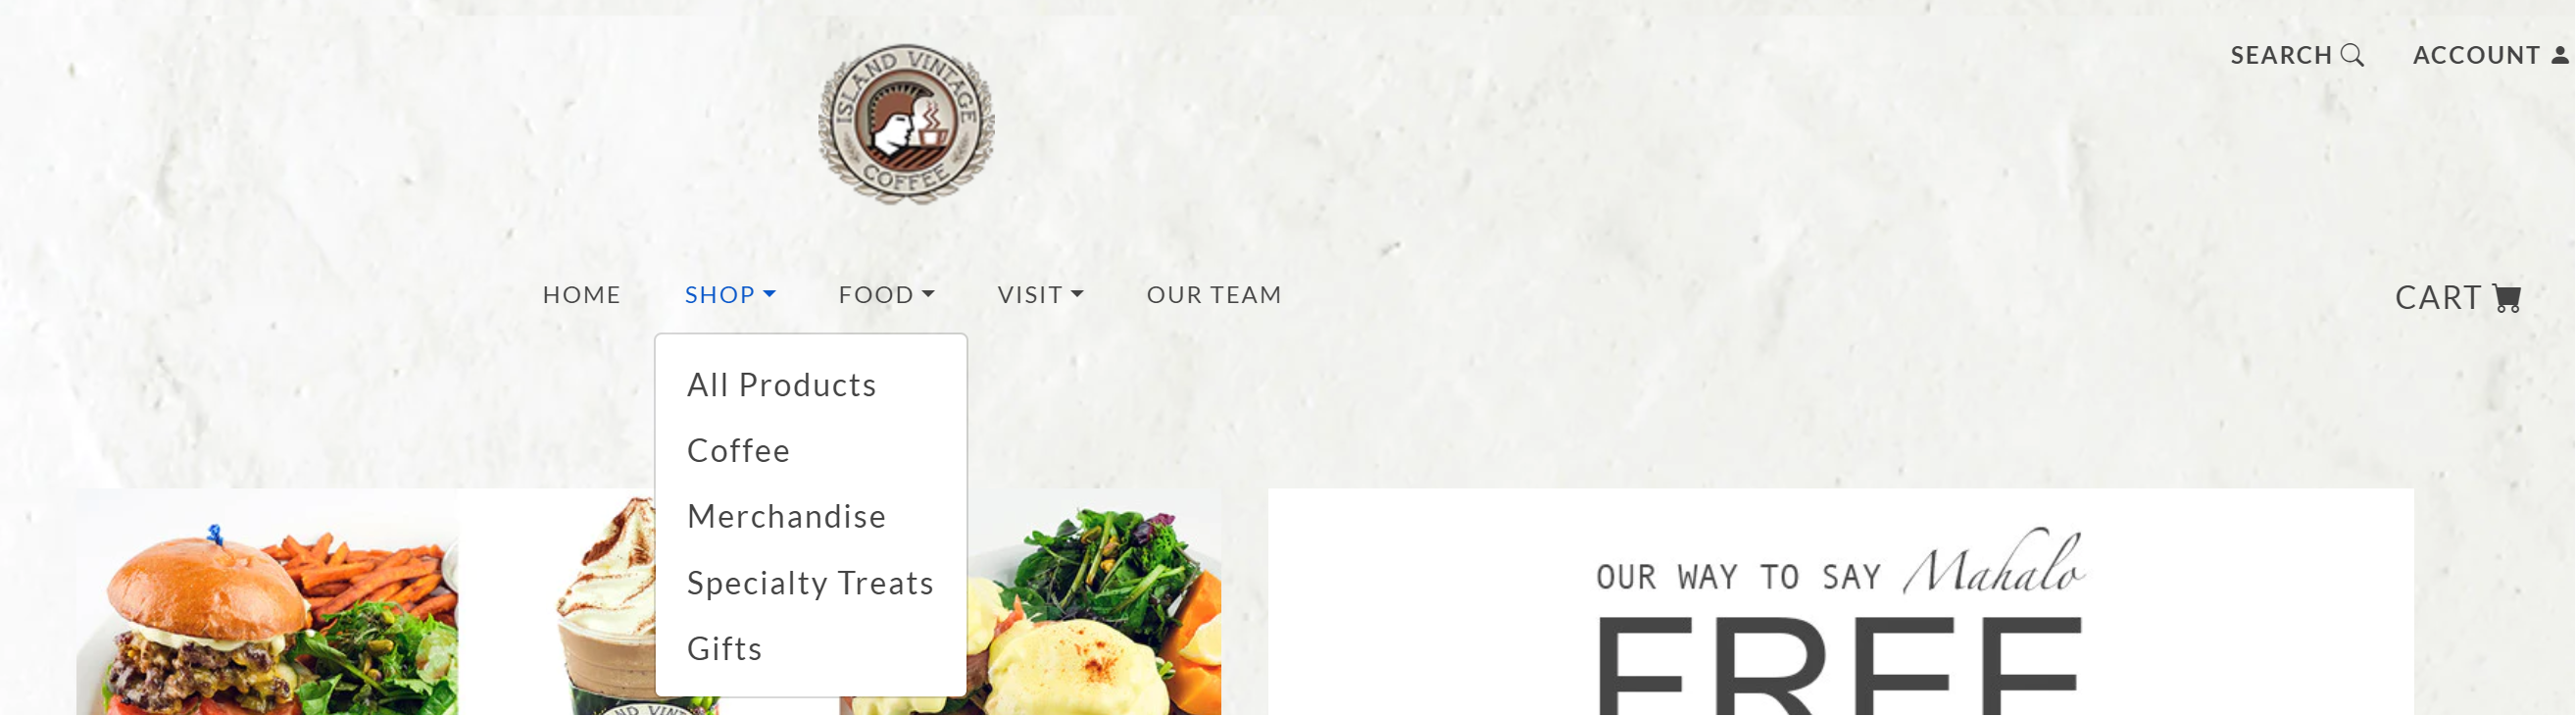 ISLAND VINTAGE
COFFEE
SEARCH
ACCOUNT
HOME
SHOP
FOOD
VISIT
OUR TEAM
CART
All Products
Coffee
Merchandise
Specialty Treats
Gifts
OUR WAY TO SAY Mahalo
FREE